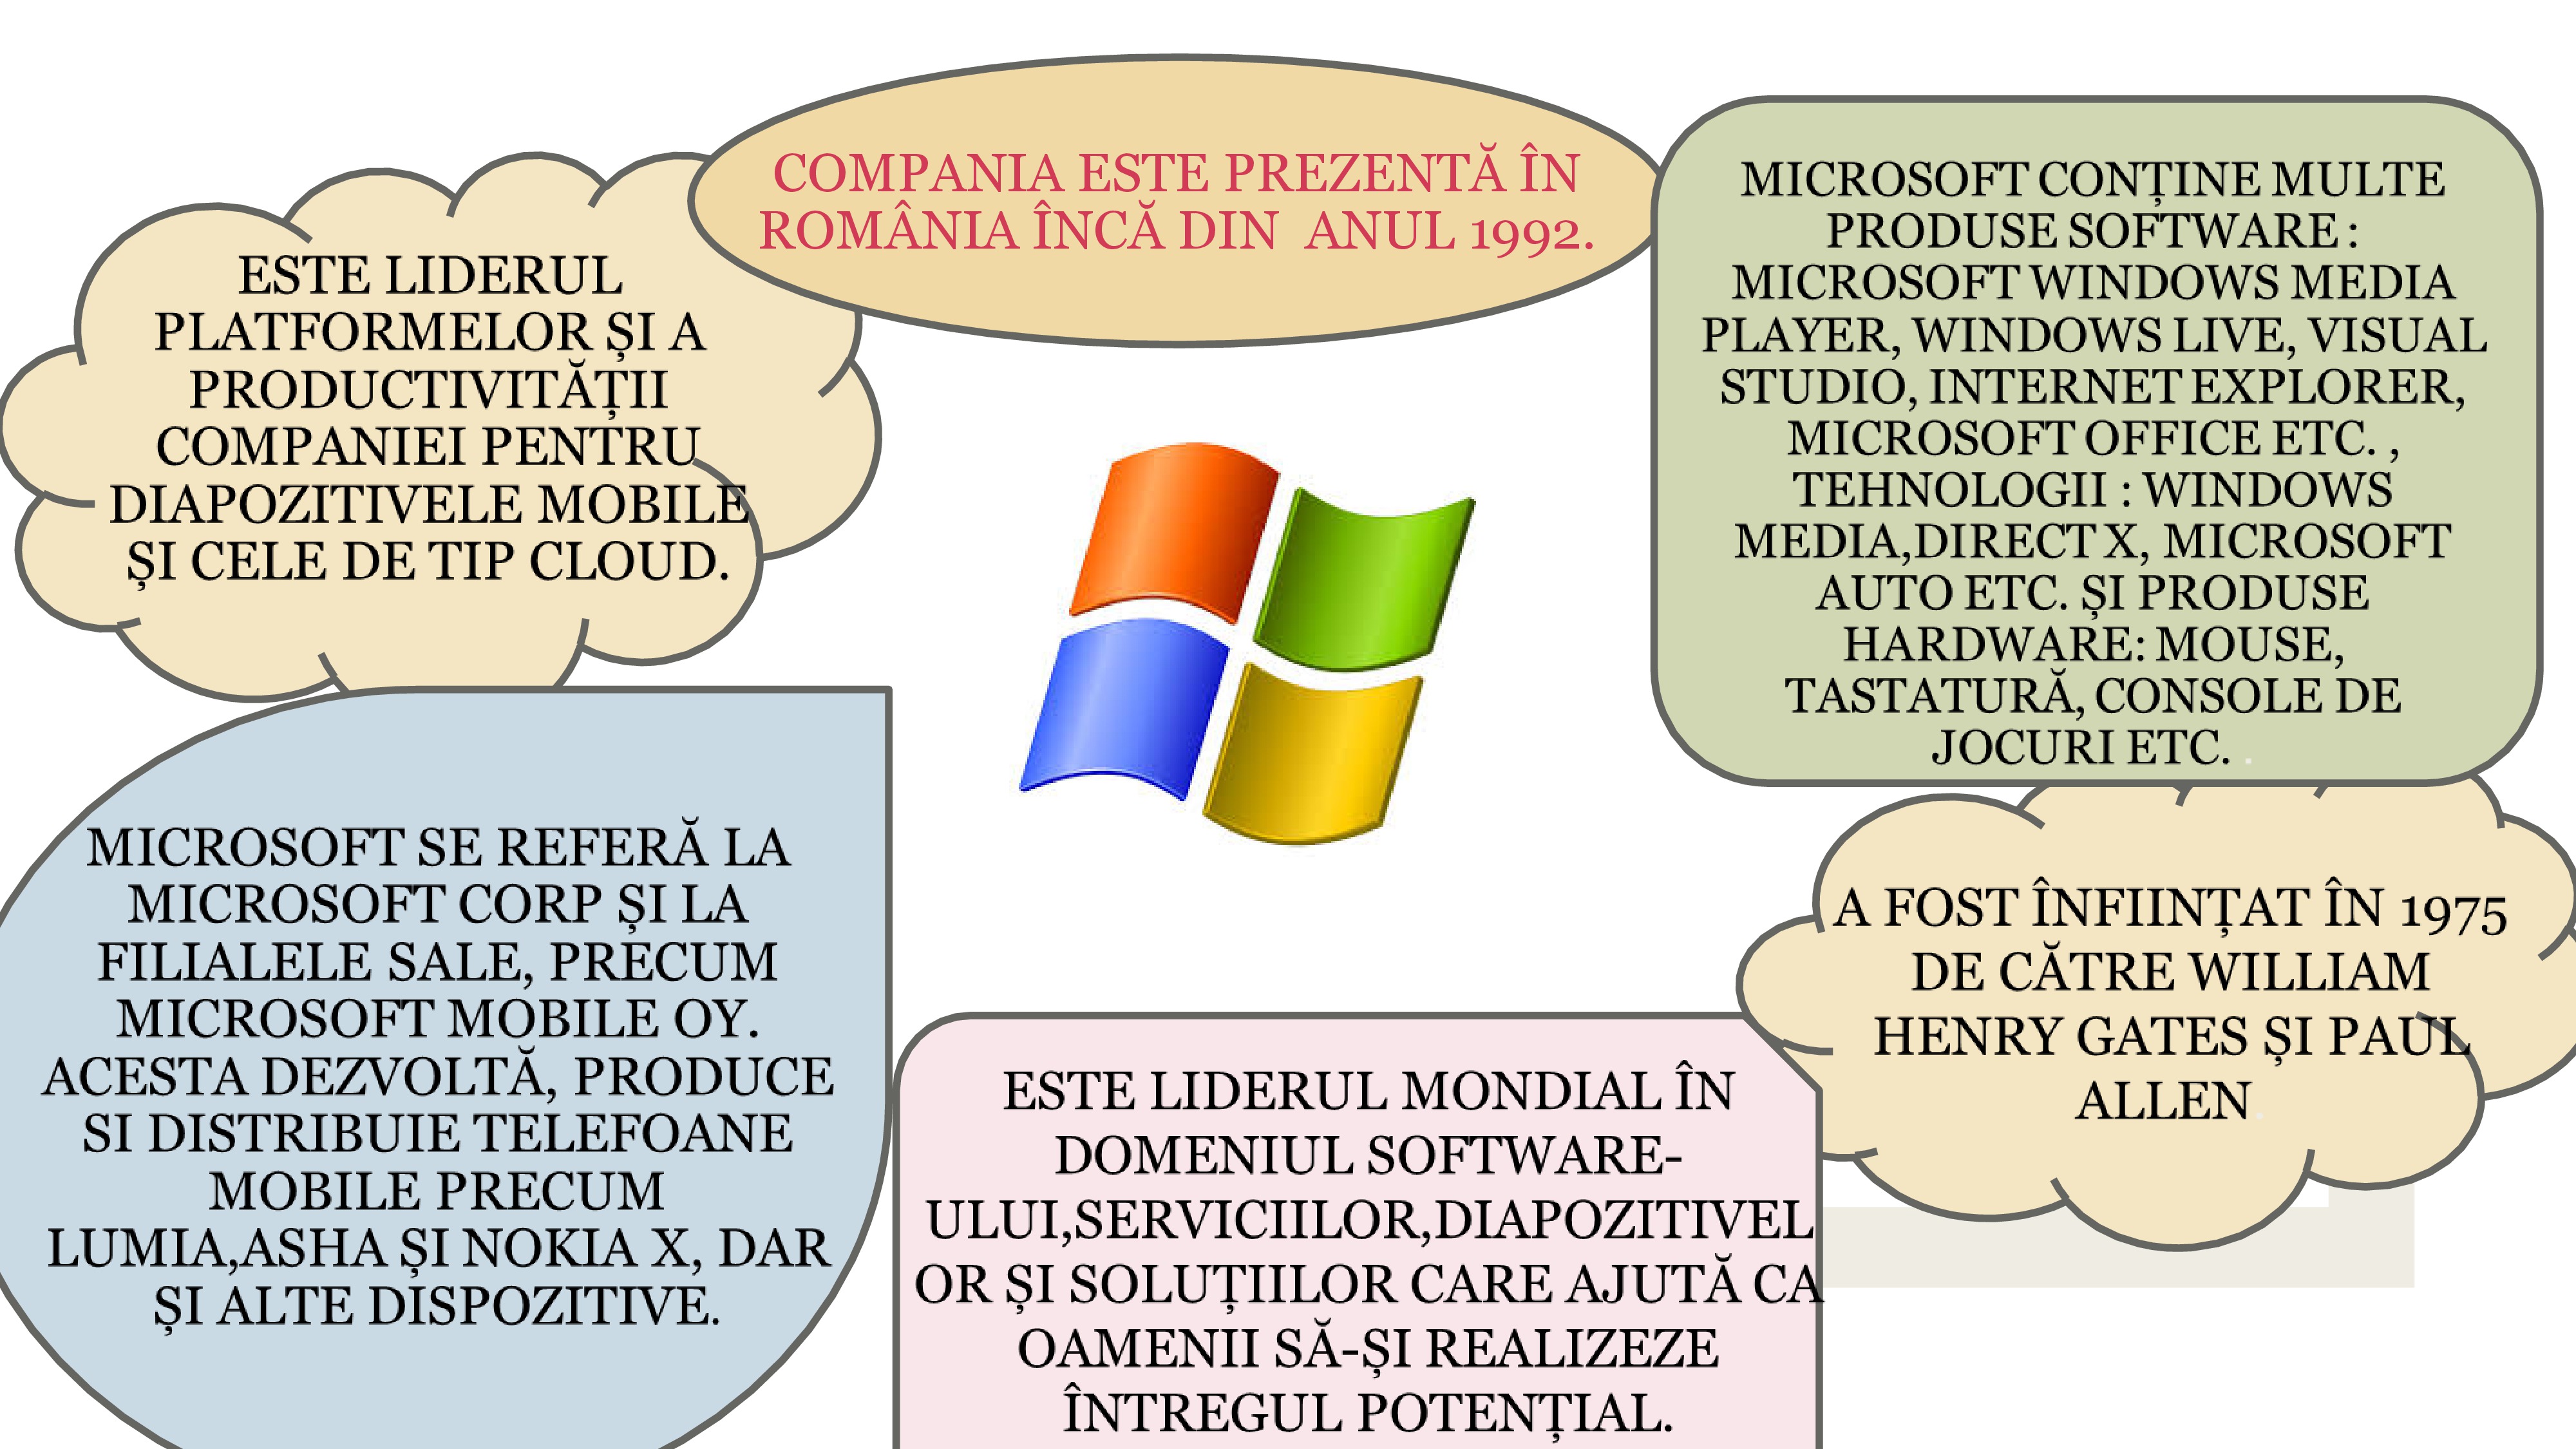 COMPANIA ESTE PREZENTĂ ÎN
ROMÂNIA ÎNCĂ DIN ANUL 1992.
ESTE LIDERUL
PLATFORMELOR ȘI A
PRODUCTIVITĂȚII
COMPANIEI PENTRU
DIAPOZITIVELE MOBILE
ȘI CELE DE TIP CLOUD.
MICROSOFT CONȚINE MULTE
PRODUSE SOFTWARE :
MICROSOFT WINDOWS MEDIA
PLAYER, WINDOWS LIVE, VISUAL
STUDIO, INTERNET EXPLORER,
MICROSOFT OFFICE ETC. ,
TEHNOLOGII : WINDOWS
MEDIA,DIRECT X, MICROSOFT
AUTO ETC. ȘI PRODUSE
HARDWARE: MOUSE,
TASTATURĂ, CONSOLE DE
JOCURI ETC. .
MICROSOFT SE REFERĂ LA
MICROSOFT CORP ȘI LA
FILIALELE SALE, PRECUM
MICROSOFT MOBILE OY.
ACESTA DEZVOLTĂ, PRODUCE
SI DISTRIBUIE TELEFOANE
MOBILE PRECUM
LUMIA,ASHA ȘI NOKIA X, DAR
ȘI ALTE DISPOZITIVE.
ESTE LIDERUL MONDIAL ÎN
DOMENIUL SOFTWARE-
ULUI,SERVICIILOR,DIAPOZITIVEL
OR ȘI SOLUȚIILOR CARE AJUTĂ CA
OAMENII SĂ-ȘI REALIZEZE
ÎNTREGUL POTENȚIAL.
A FOST ÎNFIINȚAT ÎN 1975
DE CĂTRE WILLIAM
HENRY GATES ȘI PAUL
ALLEN.